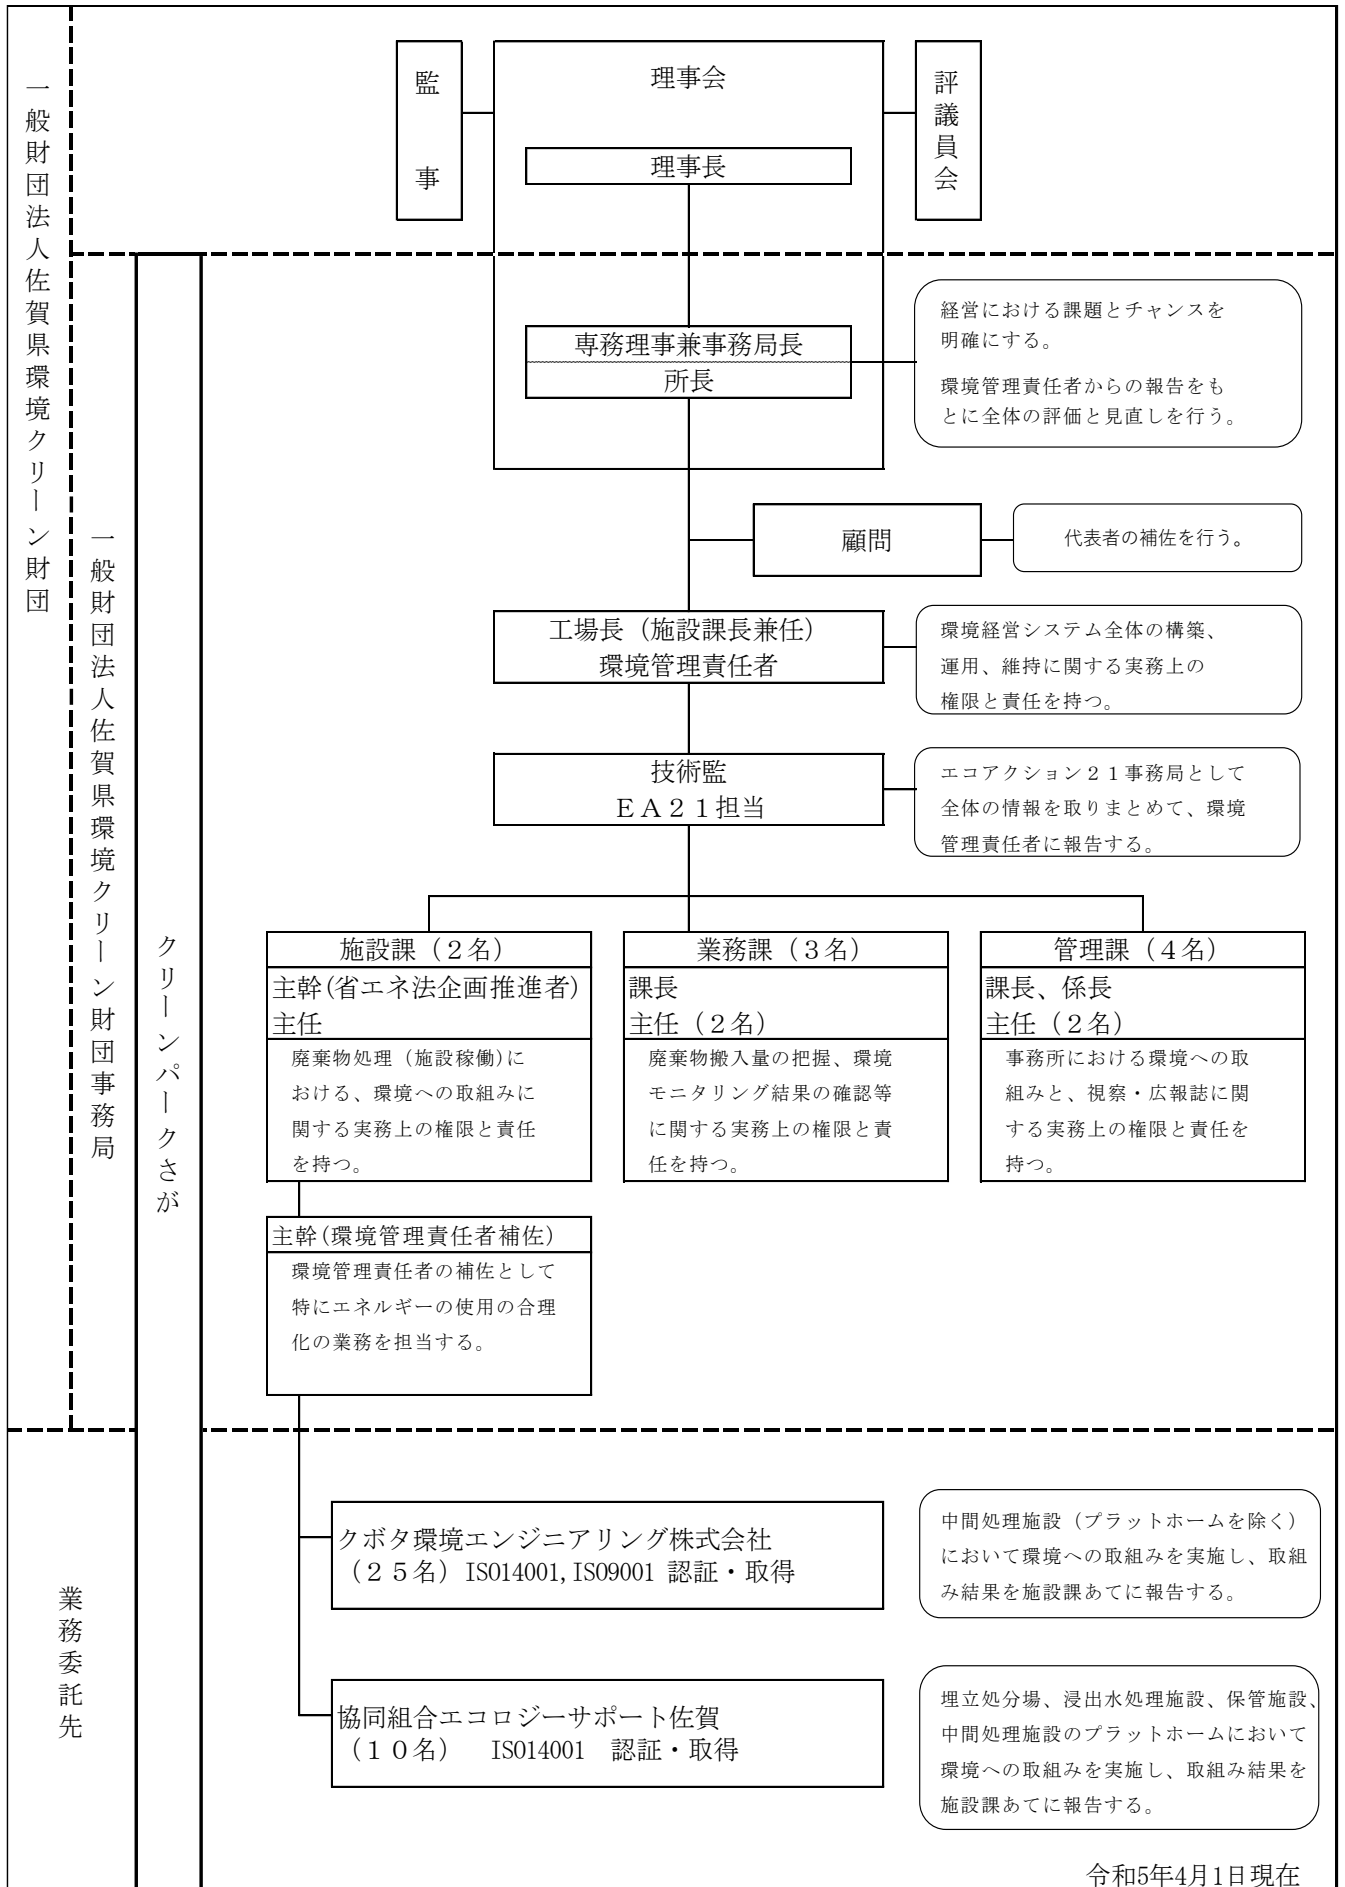 一般財団法人佐賀県環境クリーン財団
一般財団法人佐賀県環境クリーン財団事務局
クリーンパークさが
業務委託先
監事
理事会
評議員会
理事長
専務理事兼事務局長
所長
経営における課題とチャンスを
明確にする。
環境管理責任者からの報告をも
とに全体の評価と見直しを行う。
顧問
代表者の補佐を行う。
工場長（施設課長兼任）
環境管理責任者
環境経営システム全体の構築、
運用、維持に関する実務上の
権限と責任を持つ。
技術監
ＥＡ２１担当
エコアクション２１事務局として
全体の情報を取りまとめて、環境
管理責任者に報告する。
施設課（２名）
主幹(省エネ法企画推進者)
主任
廃棄物処理（施設稼働)に
おける、環境への取組みに
関する実務上の権限と責任
を持つ。
業務課（３名）
課長
主任（２名）
廃棄物搬入量の把握、環境
モニタリング結果の確認等
に関する実務上の権限と責
任を持つ。
管理課（４名）
課長、係長
主任（２名）
事務所における環境への取
組みと、視察・広報誌に関
する実務上の権限と責任を
持つ。
主幹(環境管理責任者補佐)
環境管理責任者の補佐として
特にエネルギーの使用の合理
化の業務を担当する。
クボタ環境エンジニアリング株式会社
（２５名）ISO14001,ISO9001 認証・取得
中間処理施設（プラットホームを除く）
において環境への取組みを実施し、取組
み結果を施設課あてに報告する。
協同組合エコロジーサポート佐賀
（１０名）　ISO14001　認証・取得
埋立処分場、浸出水処理施設、保管施設、
中間処理施設のプラットホームにおいて
環境への取組みを実施し、取組み結果を
施設課あてに報告する。
令和5年4月1日現在